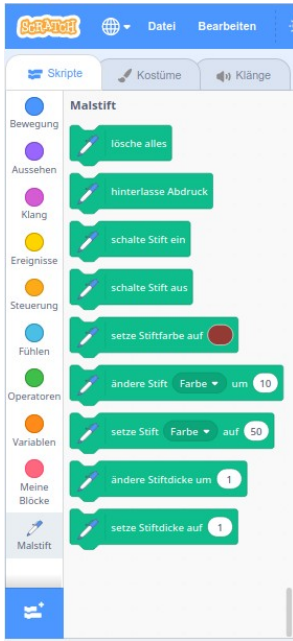 SCRATCH Datei Bearbeiten
Skripte Kostüme Klänge
Malstift
Bewegung
Aussehen
Klang
Ereignisse
Steuerung
Fühlen
Operatoren
Variablen
Meine
Blöcke
Malstift
lösche alles
hinterlasse Abdruck
schalte Stift ein
schalte Stift aus
setze Stiftfarbe auf
ändere Stift Farbe um 10
setze Stift Farbe auf 50
ändere Stiftdicke um 1
setze Stiftdicke auf 1